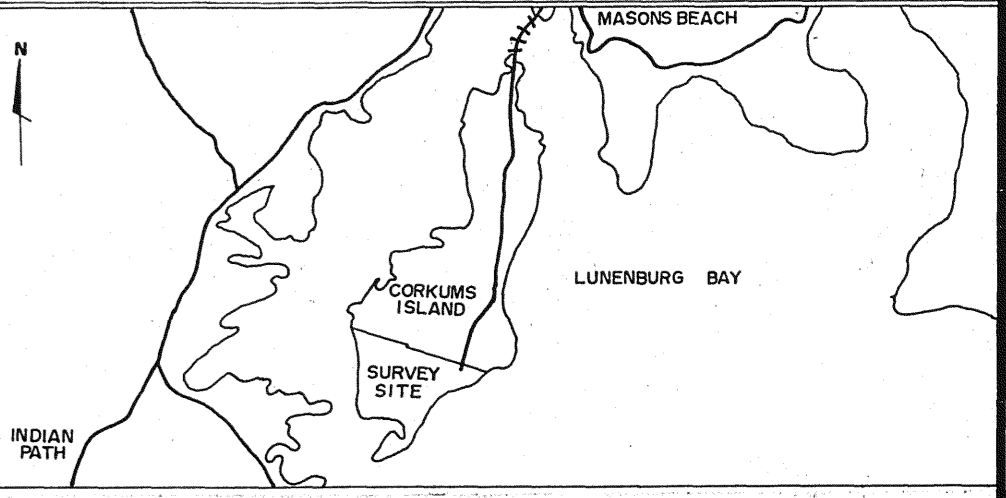 MASONS BEACH
N
LUNENBURG BAY
CORKUMS
ISLAND
SURVEY
SITE
INDIAN
PATH